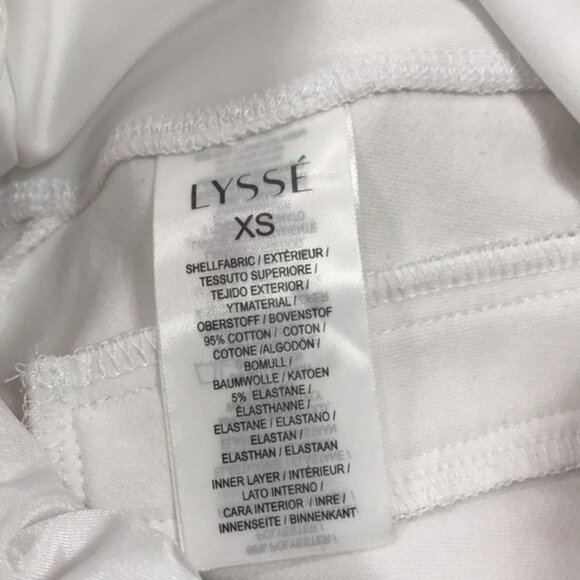 LYSSÉ
XS
SHELLFABRIC / EXTÉRIEUR /
TESSUTO SUPERIORE /
TEJIDO EXTERIOR /
YTMATERIAL /
OBERSTOFF / BOVENSTOF
95% COTTON / COTON /
COTONE /ALGODÓN /
BOMULL /
BAUMWOLLE / KATOEN
5% ELASTANE /
ÉLASTHANNE /
ELASTANE / ELASTANO /
ELASTAN /
ELASTHAN / ELASTAAN
INNER LAYER / INTÉRIEUR /
LATO INTERNO /
CARA INTERIOR / INRE /
INNENSEITE / BINNENKANT